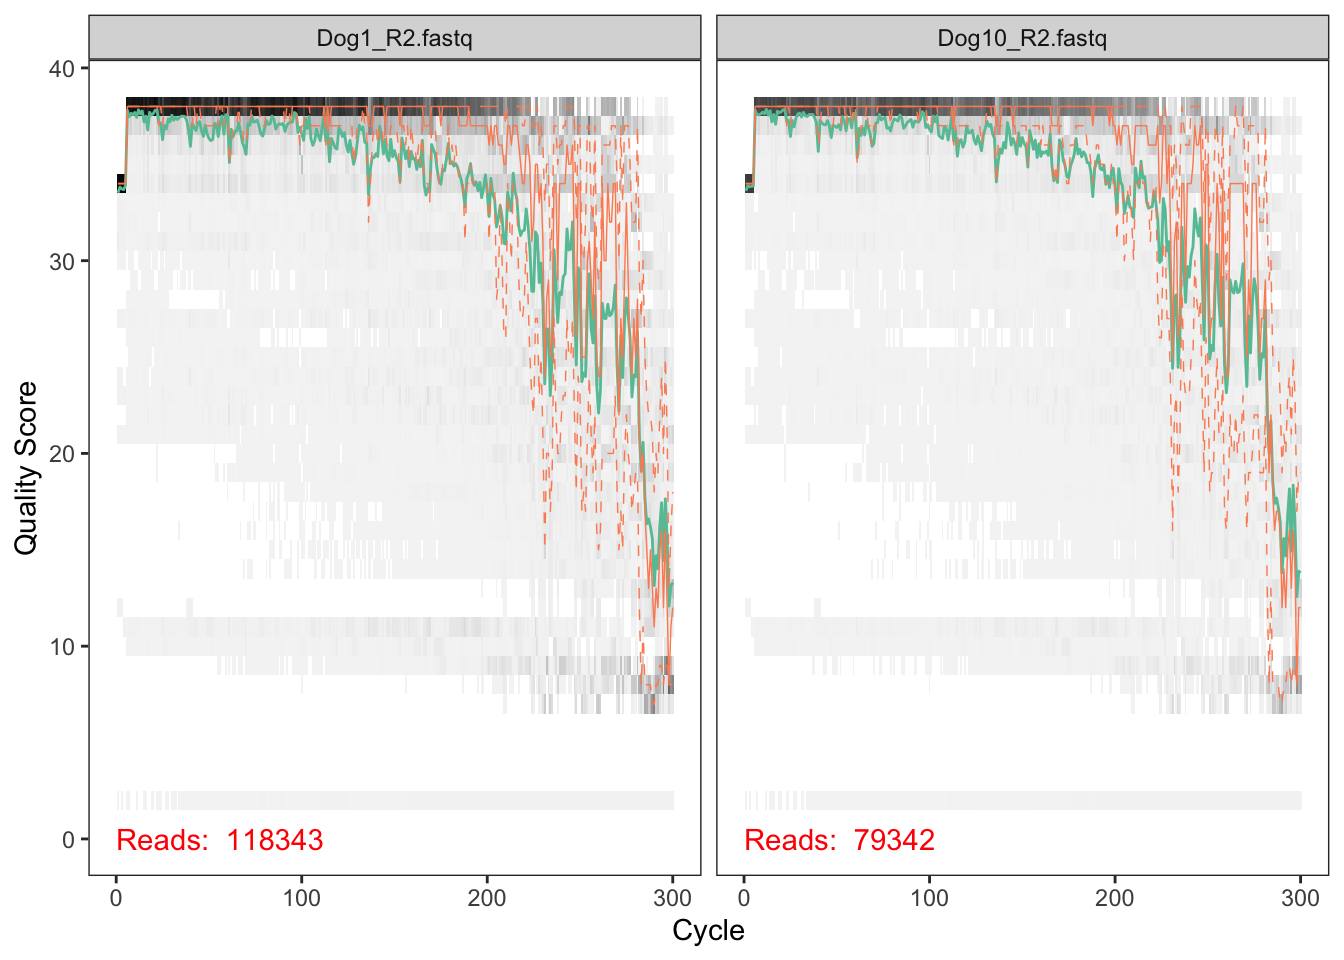 Dog1_R2.fastq
Dog10_R2.fastq
Quality Score
40
30
20
10
0
Reads:  118343
Reads:  79342
0 100 200 300
0 100 200 300
Cycle